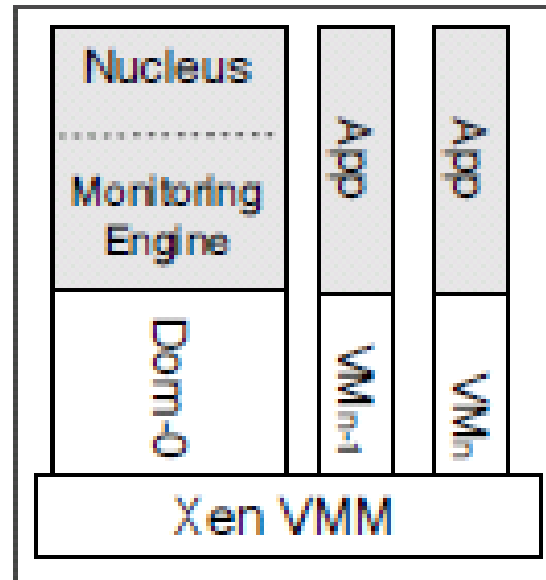 Nucleus
Monitoring
Engine
Dom-0
App
VMn-1
App
VMn
Xen VMM